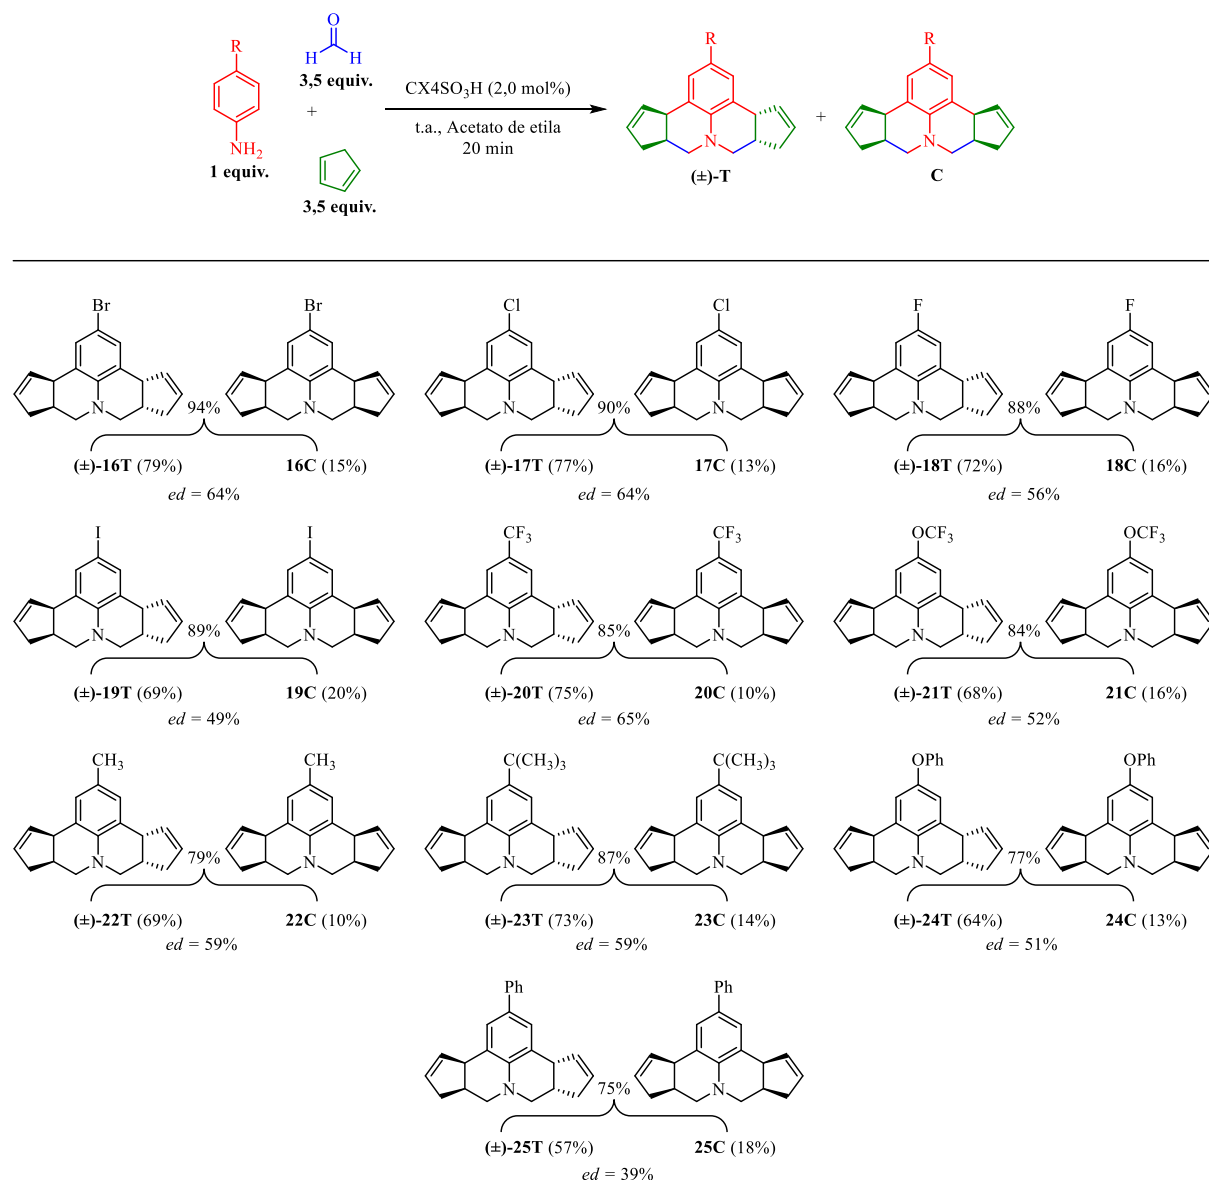 O
R
H H
3,5 equiv.
+
NH2
1 equiv.
3,5 equiv.
CX4SO3H (2,0 mol%)
t.a., Acetato de etila
20 min
R
N
(±)-T
+
R
N
C
Br Br Cl Cl F F
N N N N N N
94% 90% 88%
(±)-16T (79%) 16C (15%) (±)-17T (77%) 17C (13%) (±)-18T (72%) 18C (16%)
ed = 64% ed = 64% ed = 56%
I I CF3 CF3 OCF3 OCF3
N N N N N N
89% 85% 84%
(±)-19T (69%) 19C (20%) (±)-20T (75%) 20C (10%) (±)-21T (68%) 21C (16%)
ed = 49% ed = 65% ed = 52%
CH3 CH3 C(CH3)3 C(CH3)3 OPh OPh
N N N N N N
79% 87% 77%
(±)-22T (69%) 22C (10%) (±)-23T (73%) 23C (14%) (±)-24T (64%) 24C (13%)
ed = 59% ed = 59% ed = 51%
Ph Ph
N N
75%
(±)-25T (57%) 25C (18%)
ed = 39%